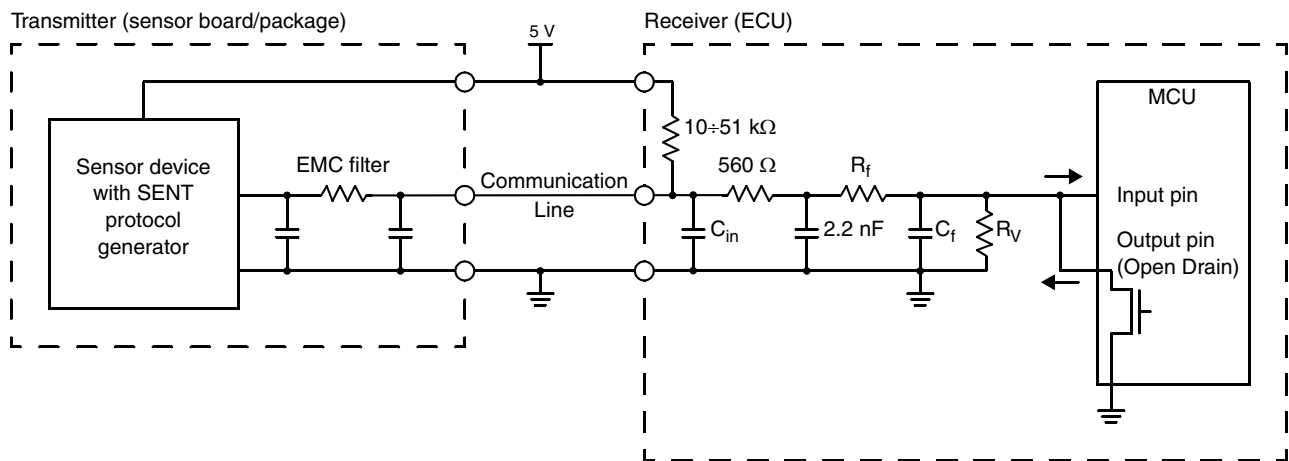 Transmitter (sensor board/package)
Receiver (ECU)
5 V
MCU
10÷51 kΩ
Sensor device
with SENT
protocol
generator
EMC filter
Communication
Line
560 Ω
Rf
Input pin
Cin
2.2 nF
Cf
RV
Output pin
(Open Drain)